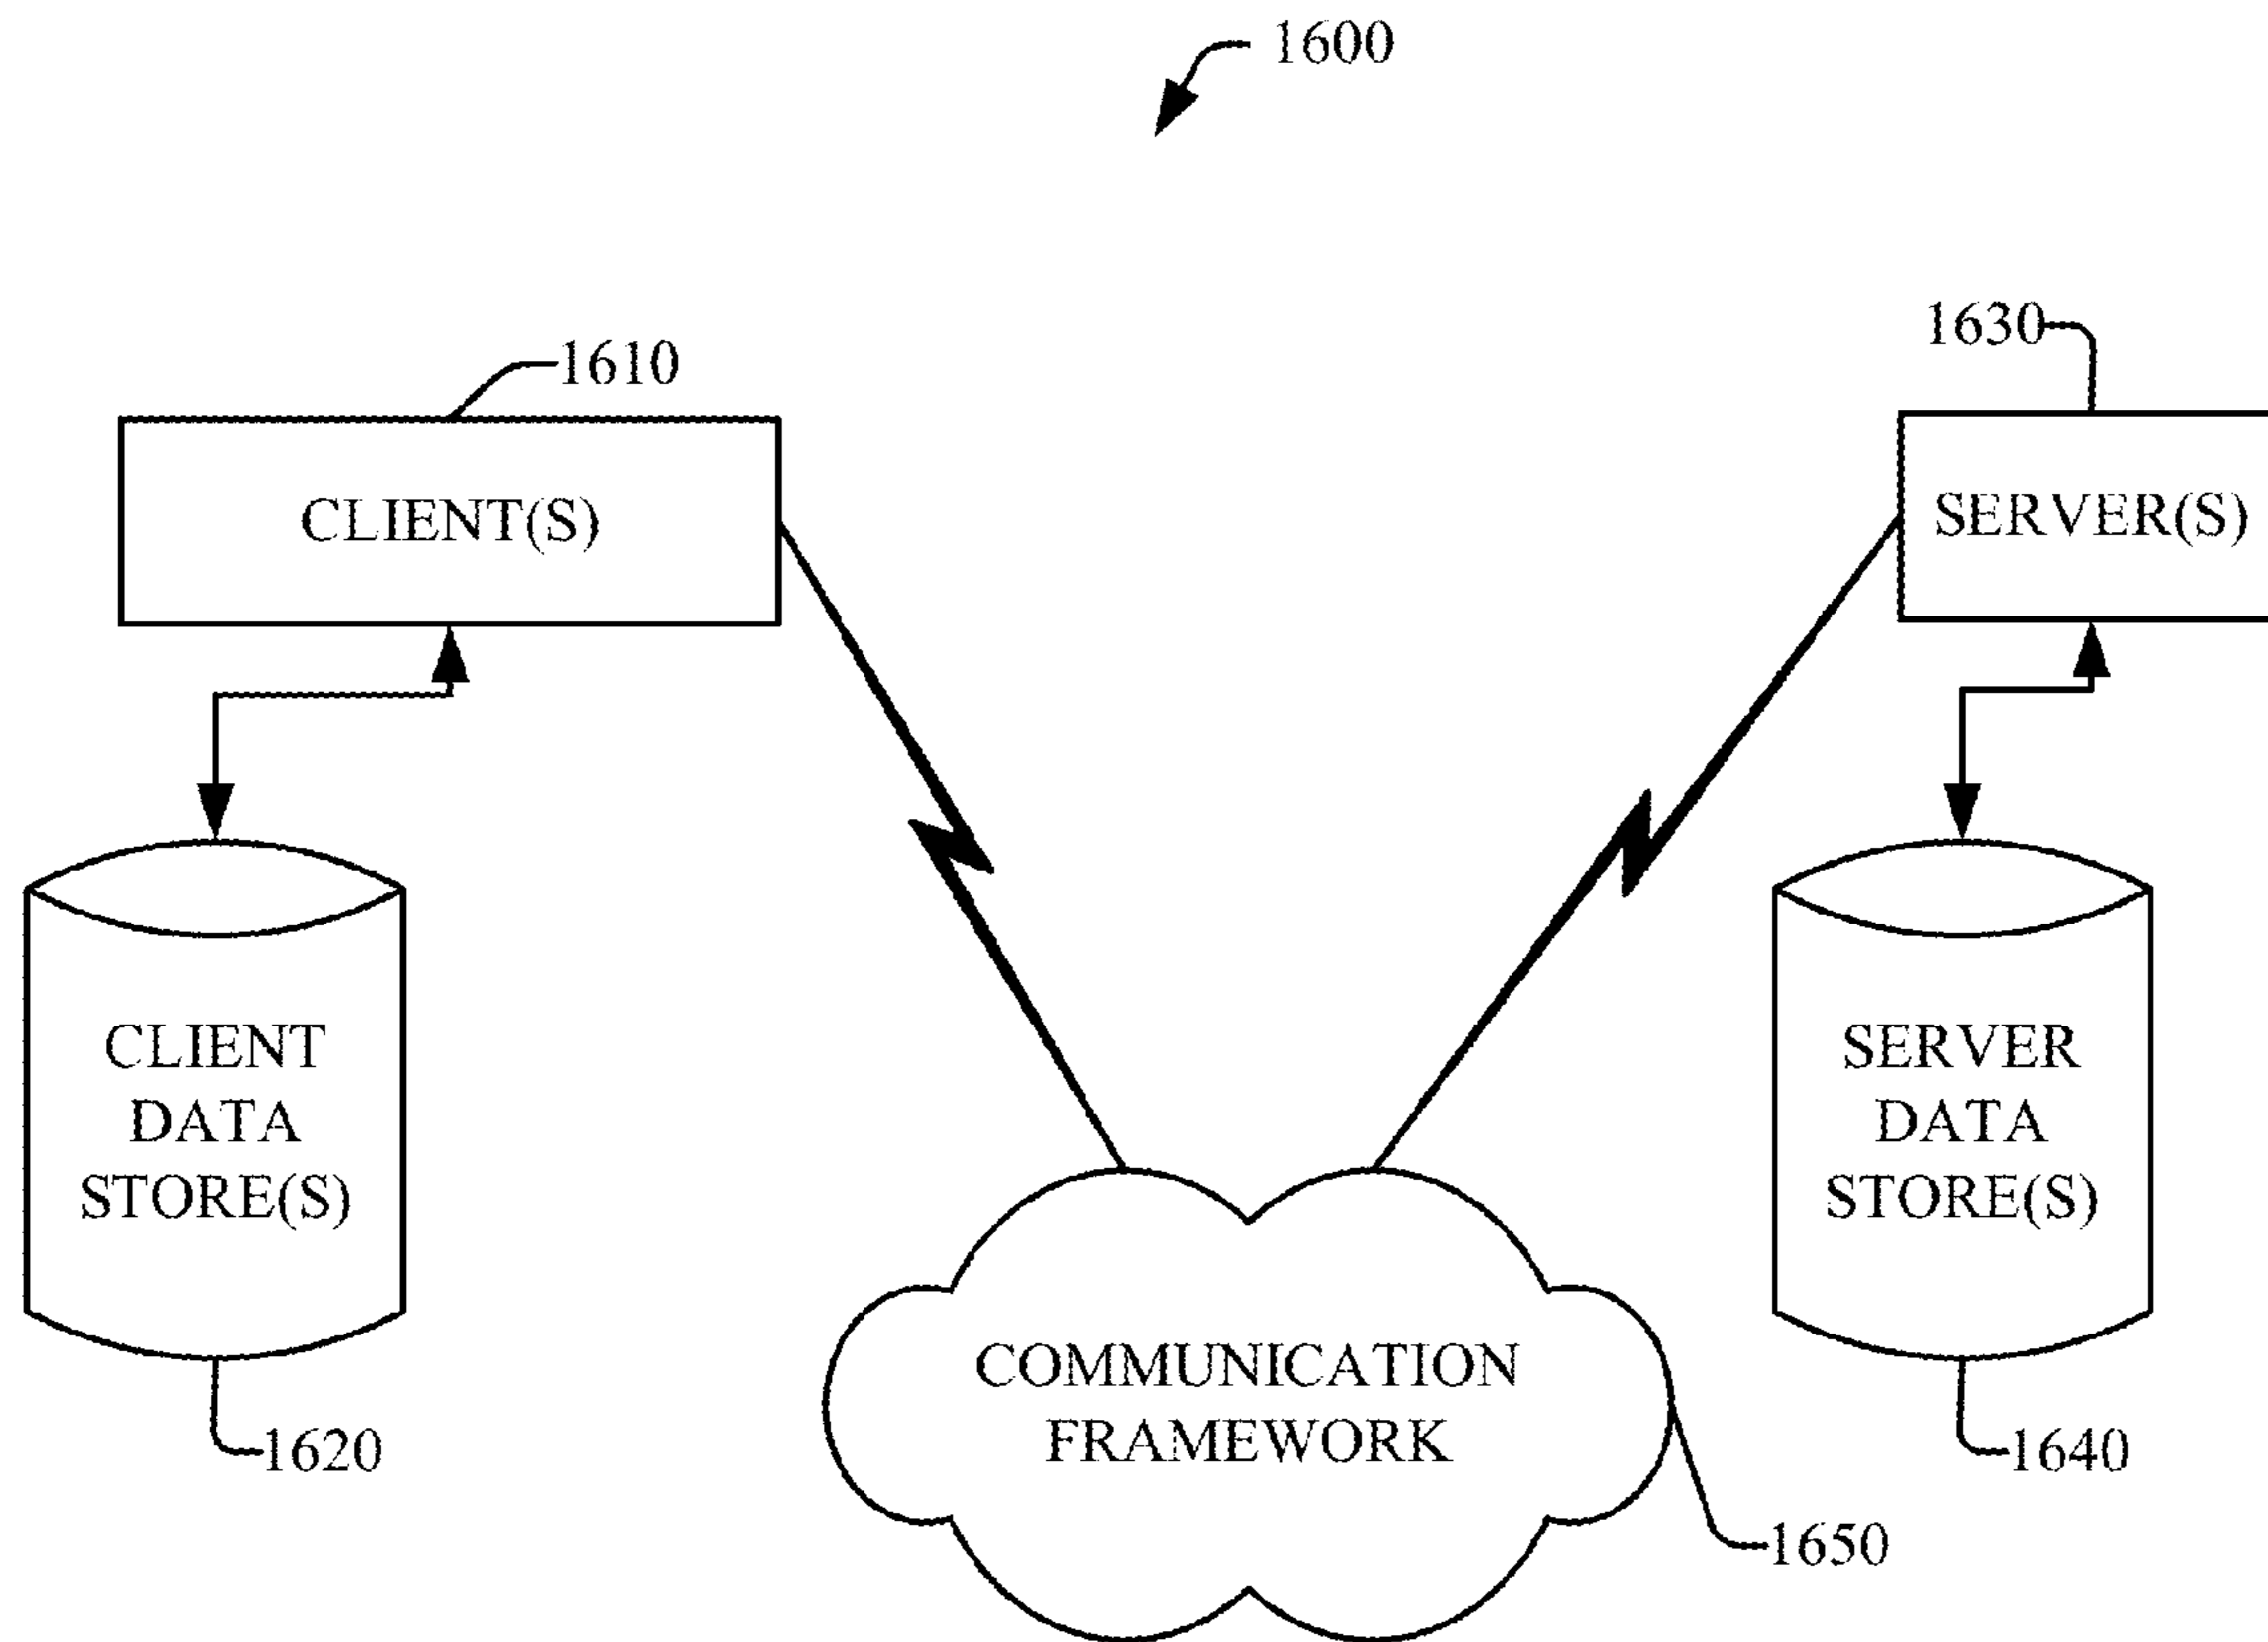 1600
1610
1630
CLIENT(S)
SERVER(S)
CLIENT
DATA
STORE(S)
SERVER
DATA
STORE(S)
COMMUNICATION
FRAMEWORK
1620
1640
1650